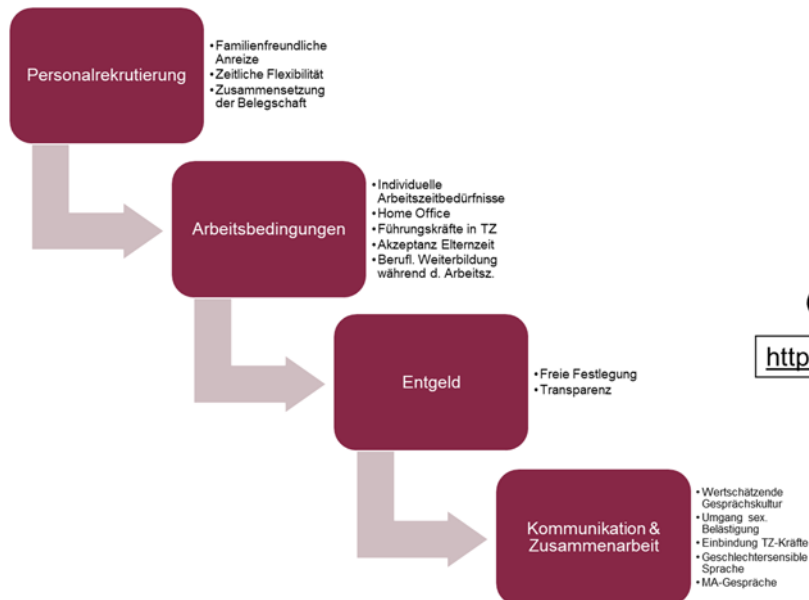 Personalrekrutierung
•Familienfreundliche
Anreize
•Zeitliche Flexibilität
•Zusammensetzung
der Belegschaft
Arbeitsbedingungen
•Individuelle
Arbeitszeitbedürfnisse
•Home Office
•Führungskräfte in TZ
•Akzeptanz Elternzeit
•Berufl. Weiterbildung
während d. Arbeitsz.
http
Entgeld
•Freie Festlegung
•Transparenz
Kommunikation &
Zusammenarbeit
•Wertschätzende
Gesprächskultur
•Umgang sex.
Belästigung
•Einbindung TZ-Kräfte
•Geschlechtersensible
Sprache
•MA-Gespräche